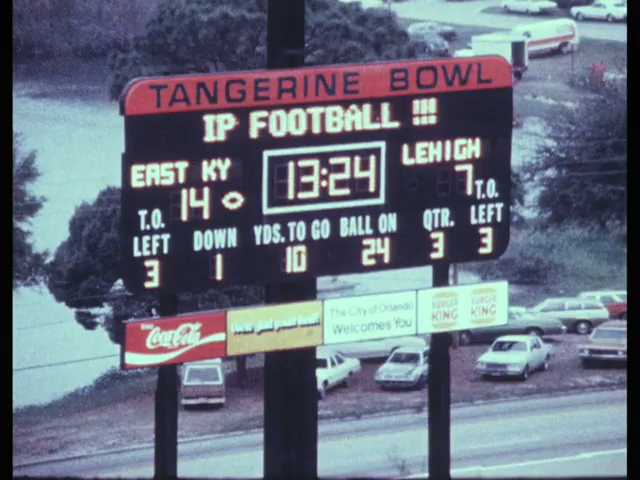 TANGERINE BOWL
IP FOOTBALL !!!
EAST KY 13:24 LEHIGH
14 7
T.O. LEFT DOWN YDS. TO GO BALL ON QTR. T.O. LEFT
3 1 10 24 3 3
Enjoy Coca-Cola
The City of Orlando
Welcomes You
BURGER KING BURGER KING